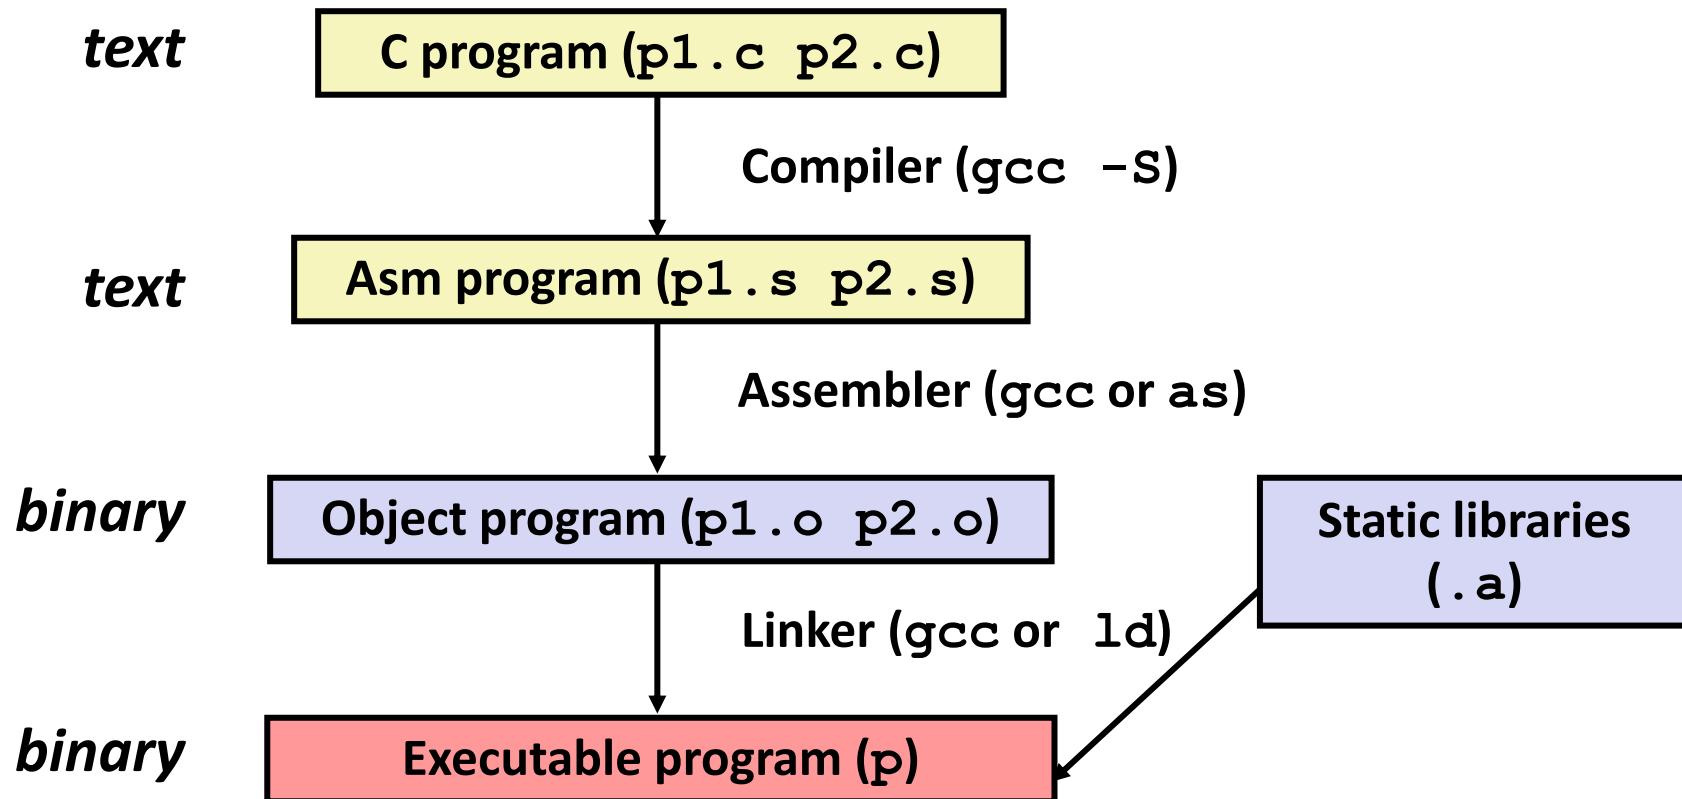 text
C program (p1.c p2.c)
Compiler (gcc -S)
text
Asm program (p1.s p2.s)
Assembler (gcc or as)
binary
Object program (p1.o p2.o)
Static libraries
(.a)
Linker (gcc or ld)
binary
Executable program (p)